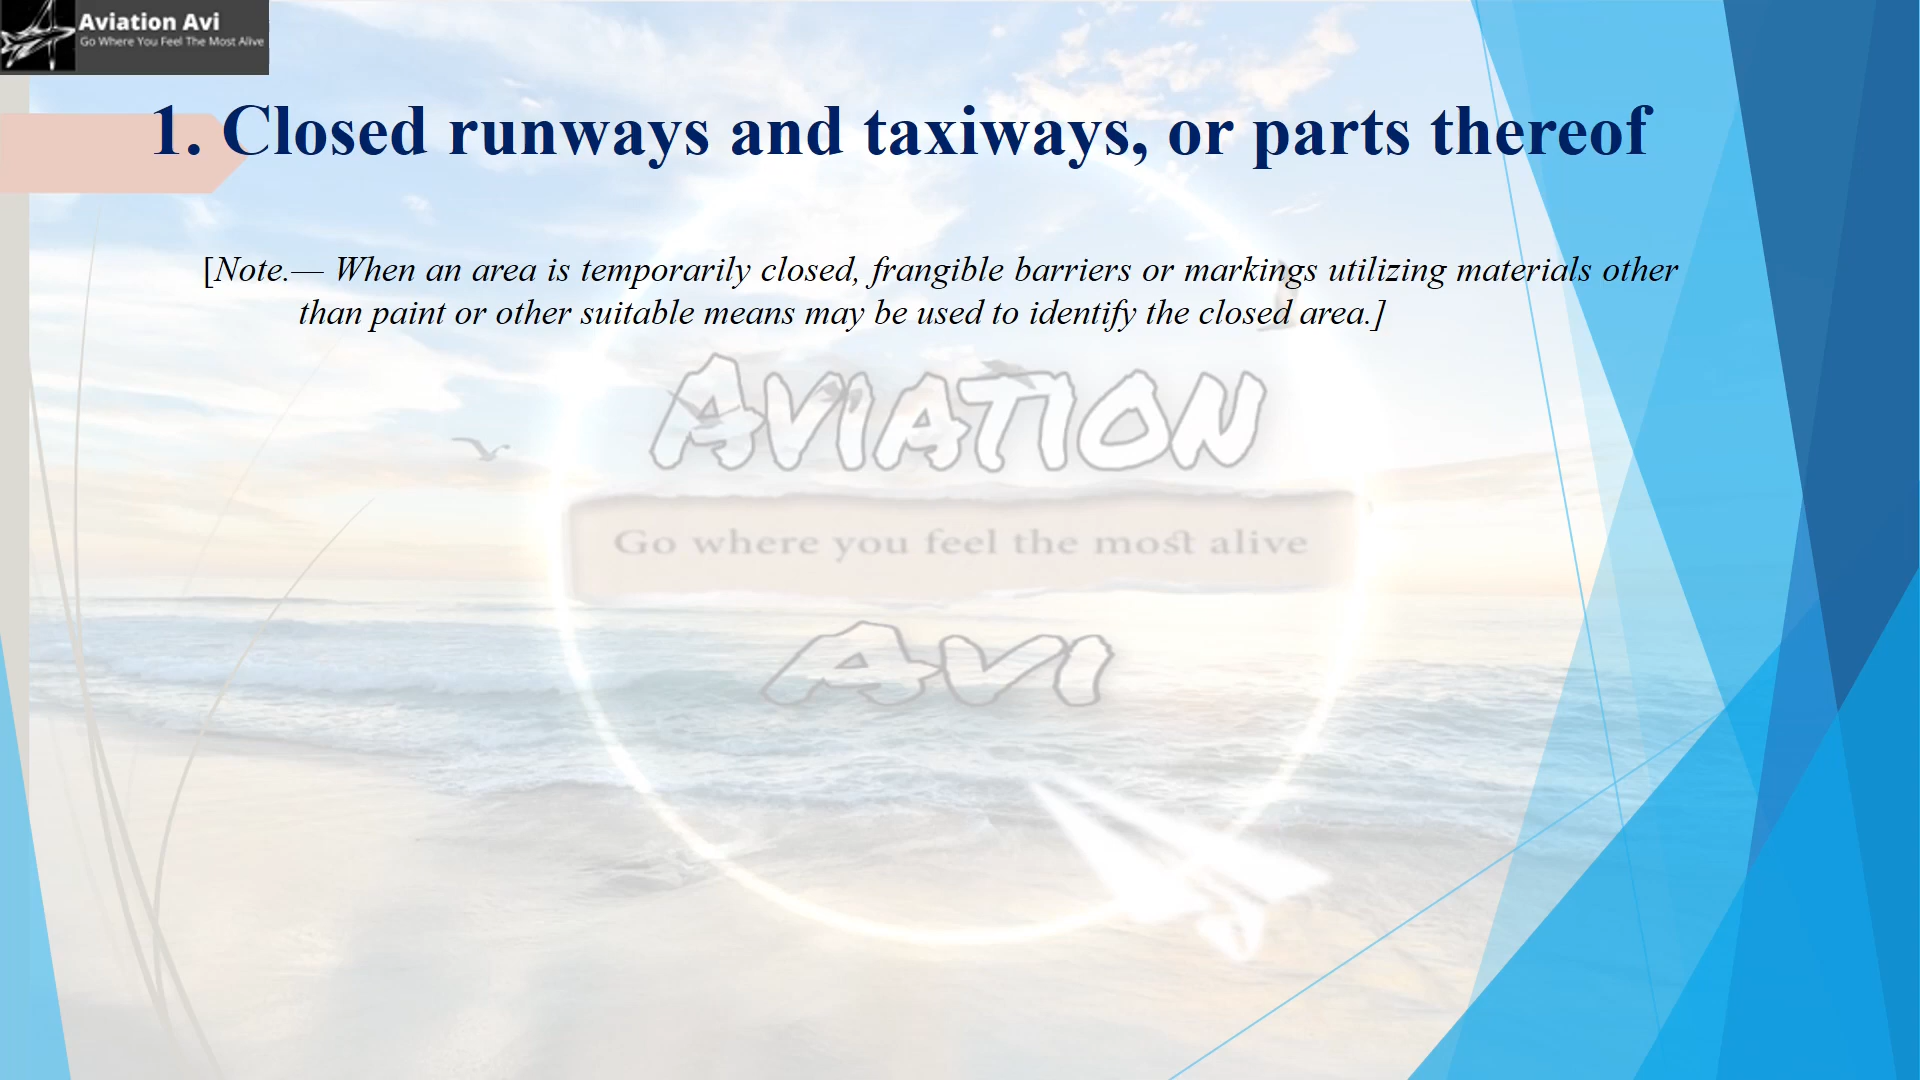 Aviation Avi
Go Where You Feel The Most Alive
1. Closed runways and taxiways, or parts thereof
[Note.— When an area is temporarily closed, frangible barriers or markings utilizing materials other
than paint or other suitable means may be used to identify the closed area.]
AVIATION
Go where you feel the most alive
AVI